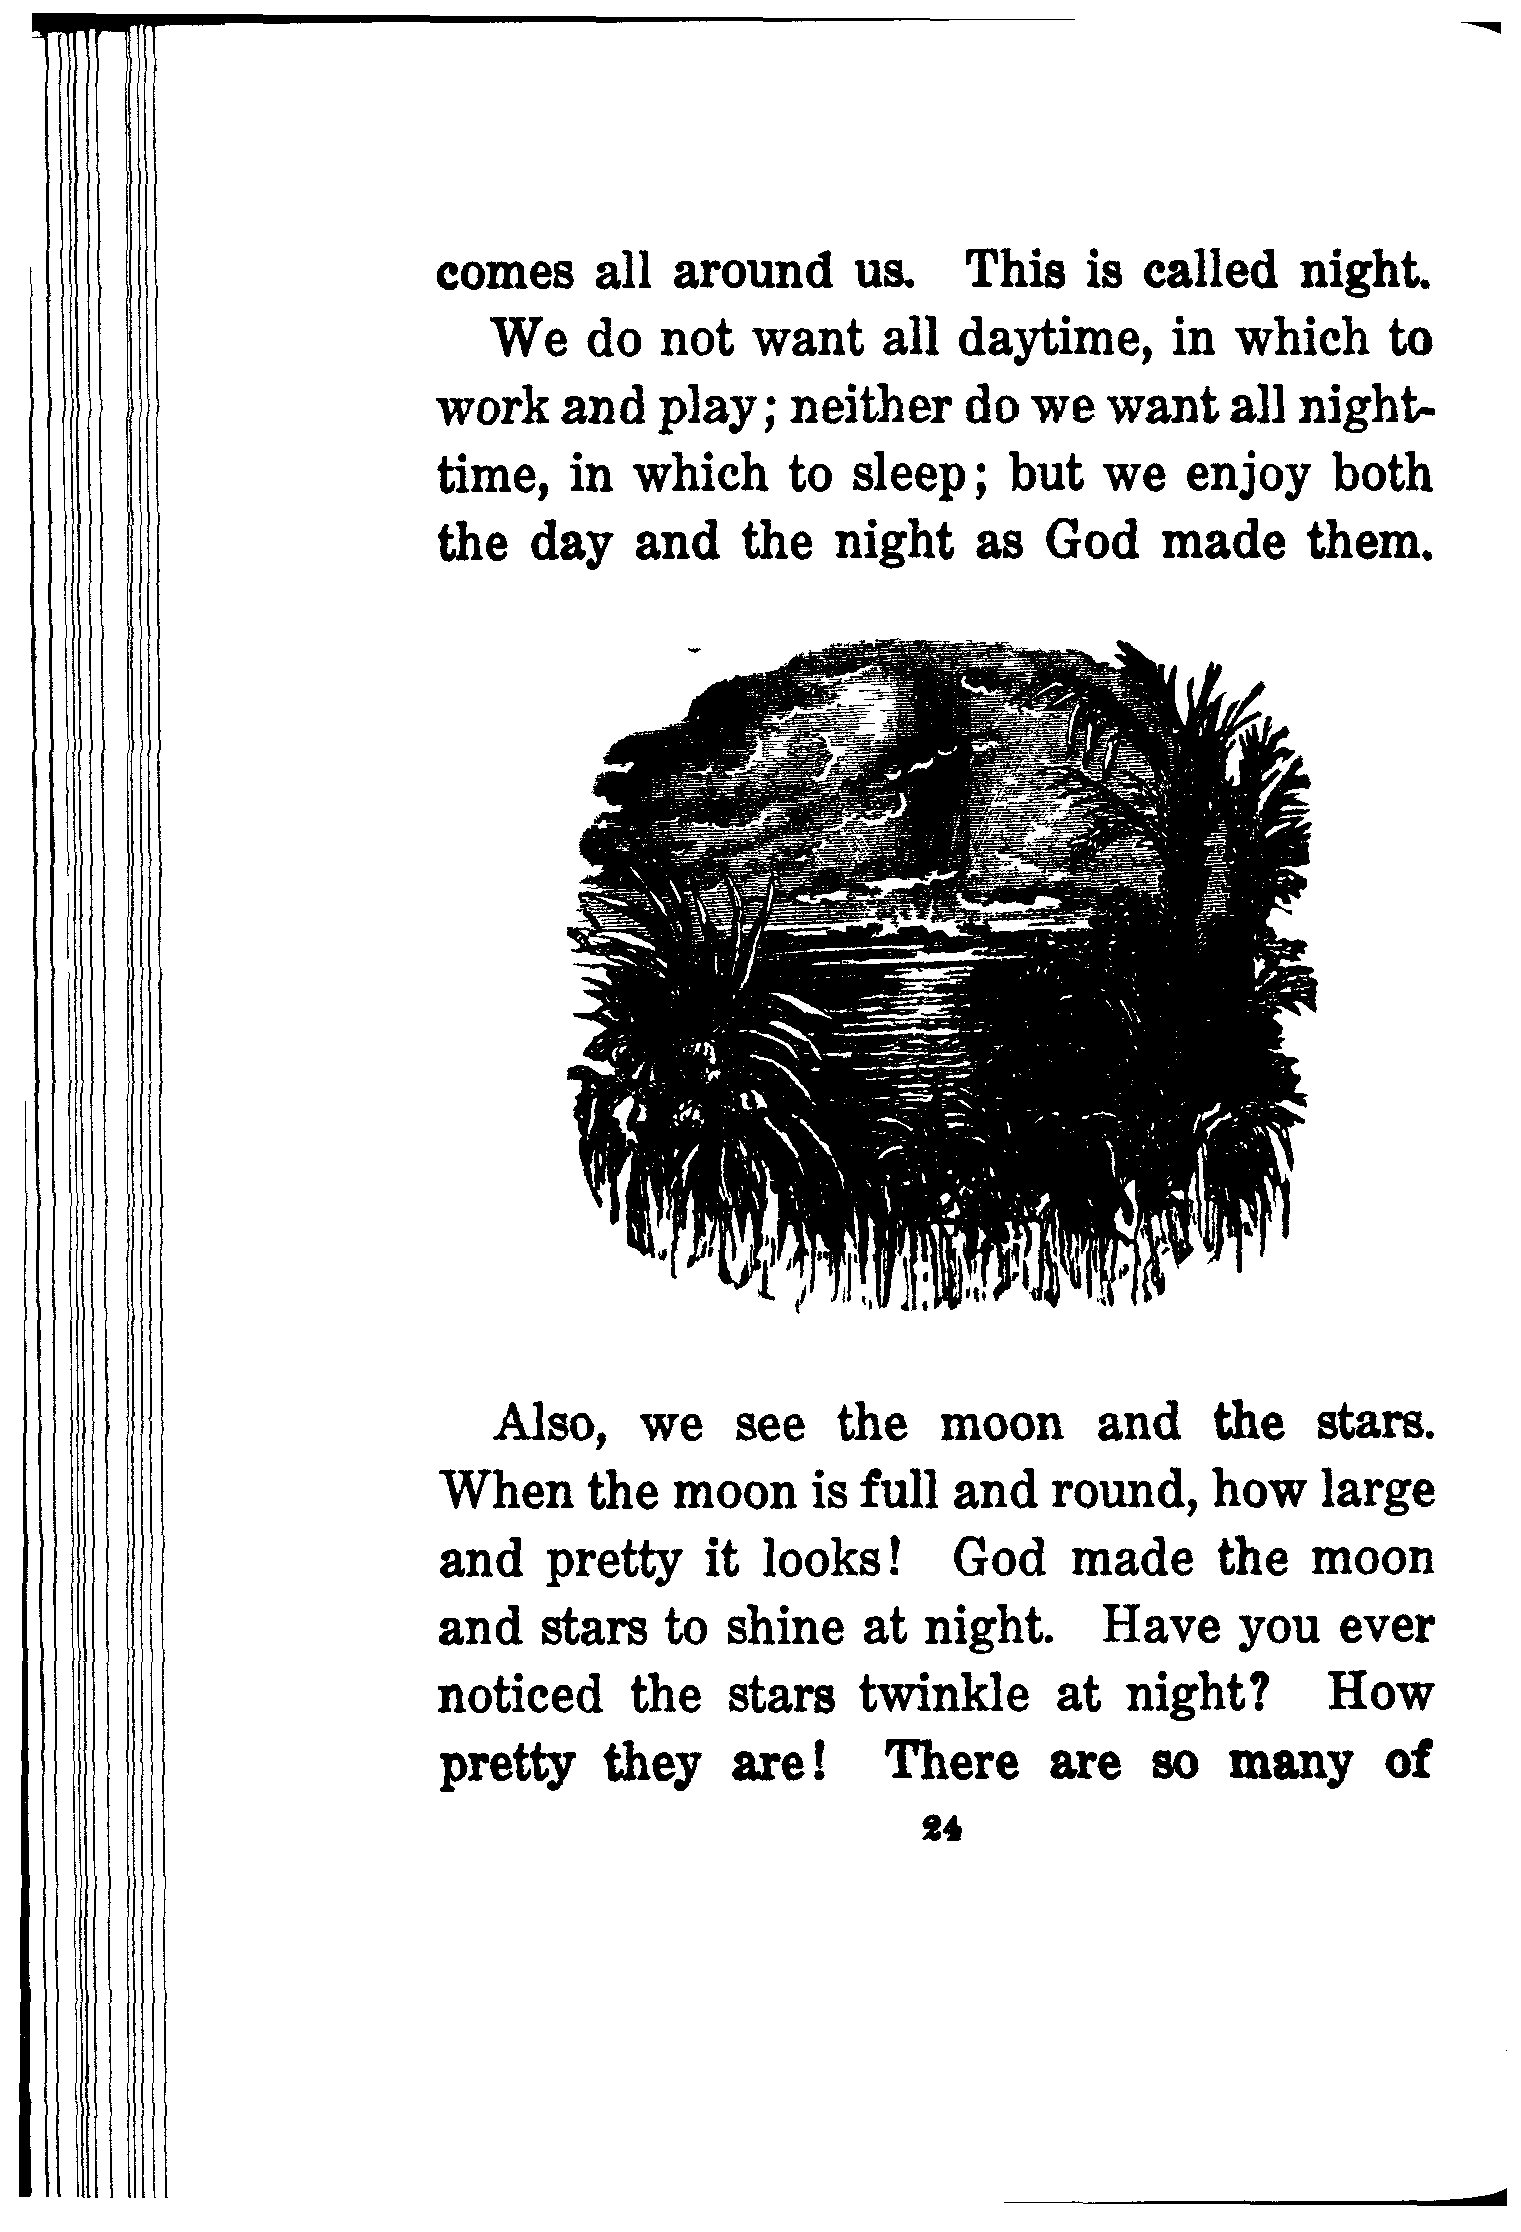 comes all around us. This is called night.
We do not want all daytime, in which to
work and play; neither do we want all night-
time, in which to sleep; but we enjoy both
the day and the night as God made them.
Also, we see the moon and the stars.
When the moon is full and round, how large
and pretty it looks! God made the moon
and stars to shine at night. Have you ever
noticed the stars twinkle at night? How
pretty they are! There are so many of
24